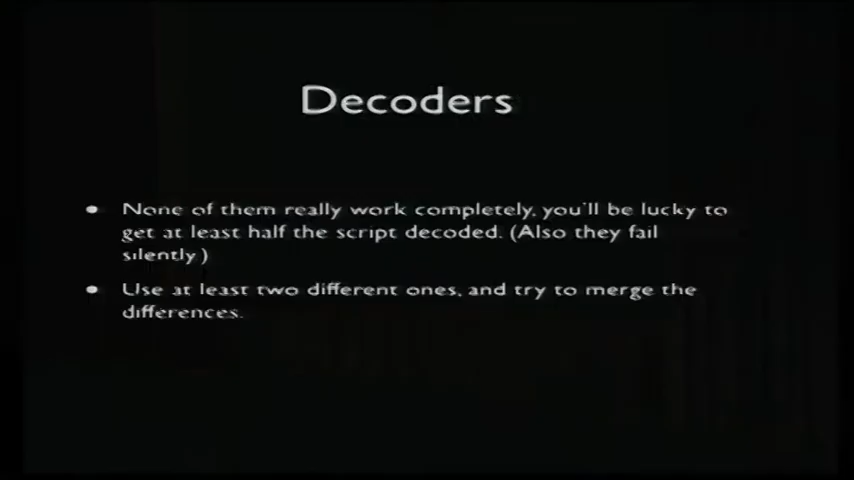 Decoders
• None of them really work completely, you'll be lucky to
get at least half the script decoded. (Also they fail
silently)
• Use at least two different ones, and try to merge the
differences.